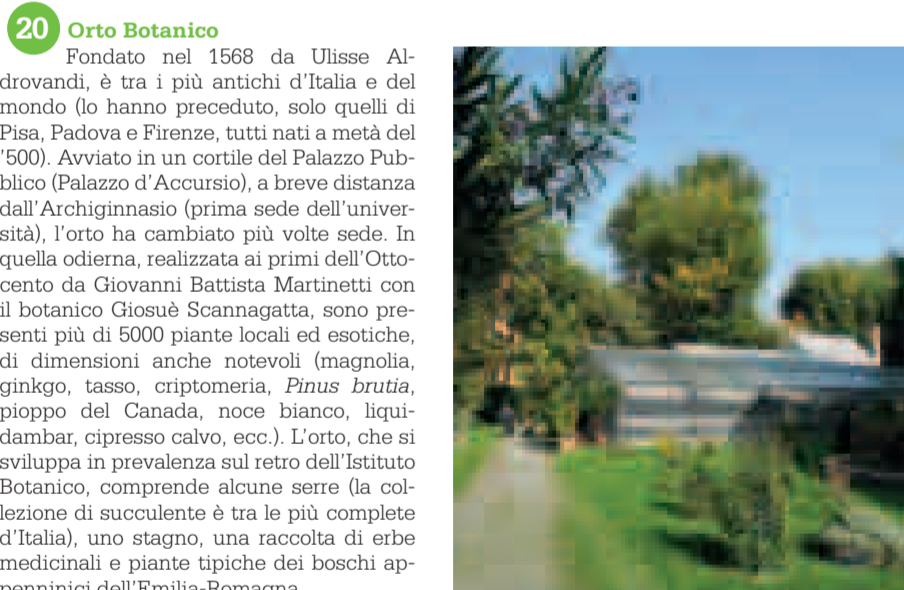 20 Orto Botanico
Fondato nel 1568 da Ulisse Al-
drovandi, è tra i più antichi d'Italia e del
mondo (lo hanno preceduto, solo quelli di
Pisa, Padova e Firenze, tutti nati a metà del
'500). Avviato in un cortile del Palazzo Pub-
blico (Palazzo d'Accursio), a breve distanza
dall'Archiginnasio (prima sede dell'univer-
sità), l'orto ha cambiato più volte sede. In
quella odierna, realizzata ai primi dell'Otto-
cento da Giovanni Battista Martinetti con
il botanico Giosuè Scannagatta, sono pre-
senti più di 5000 piante locali ed esotiche,
di dimensioni anche notevoli (magnolia,
ginkgo, tasso, criptomeria, Pinus brutia,
pioppo del Canada, noce bianco, liqui-
dambar, cipresso calvo, ecc.). L'orto, che si
sviluppa in prevalenza sul retro dell'Istituto
Botanico, comprende alcune serre (la col-
lezione di succulente è tra le più complete
d'Italia), uno stagno, una raccolta di erbe
medicinali e piante tipiche dei boschi ap-
penninici dell'Emilia-Romagna